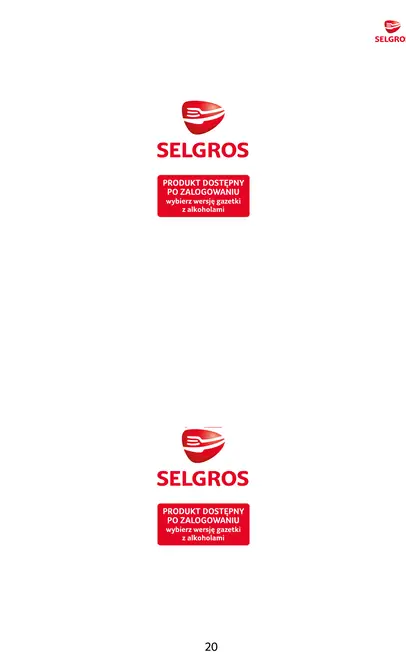 SELGROS
SELGROS
PRODUKT DOSTĘPNY
PO ZALOGOWANIU
wybierz wersję gazetki
z alkoholami
SELGROS
PRODUKT DOSTĘPNY
PO ZALOGOWANIU
wybierz wersję gazetki
z alkoholami
20